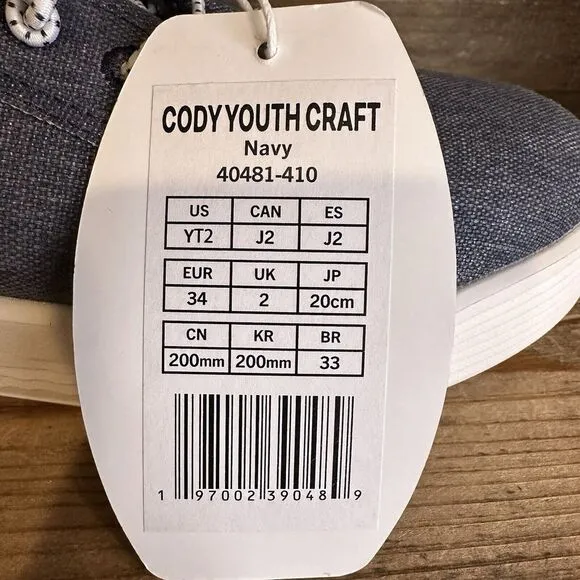 CODY YOUTH CRAFT
Navy
40481-410
US CAN ES
YT2 J2 J2
EUR UK JP
34 2 20cm
CN KR BR
200mm 200mm 33
1 97002 39048 9